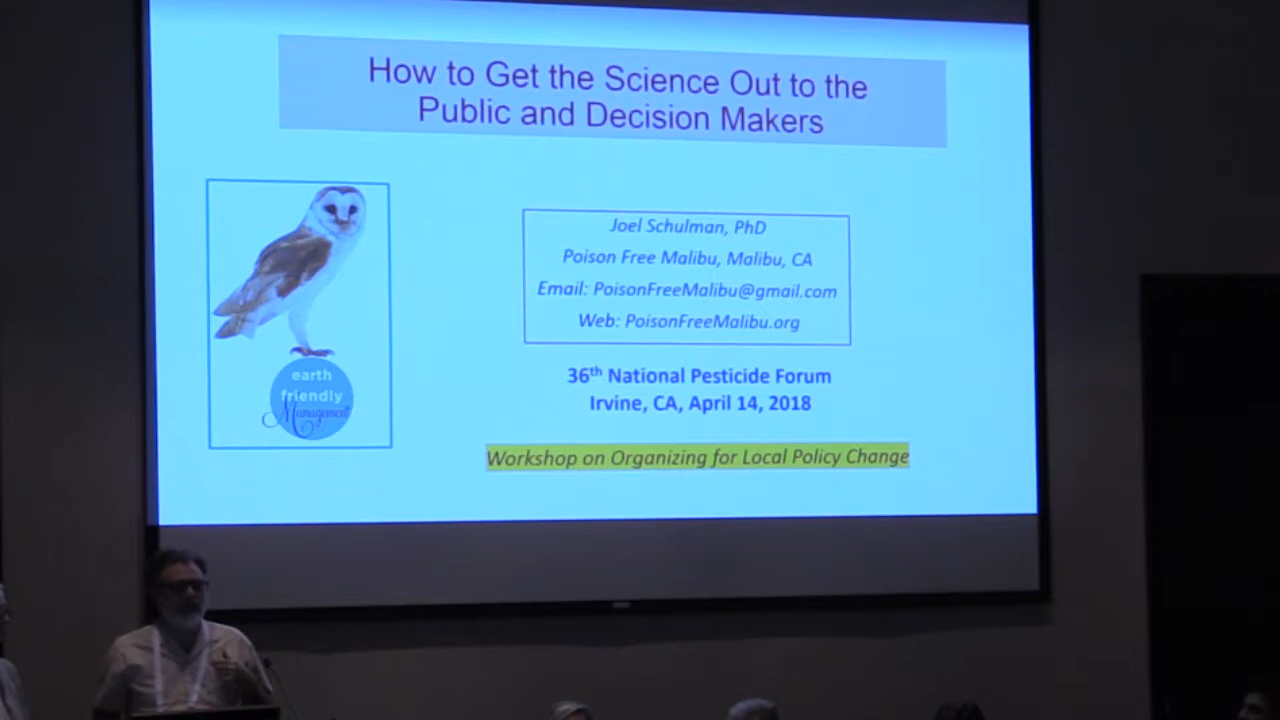 How to Get the Science Out to the
Public and Decision Makers
Joel Schulman, PhD
Poison Free Malibu, Malibu, CA
Email: PoisonFreeMalibu@gmail.com
Web: PoisonFreeMalibu.org
earth
friendly
Management
36th National Pesticide Forum
Irvine, CA, April 14, 2018
Workshop on Organizing for Local Policy Change